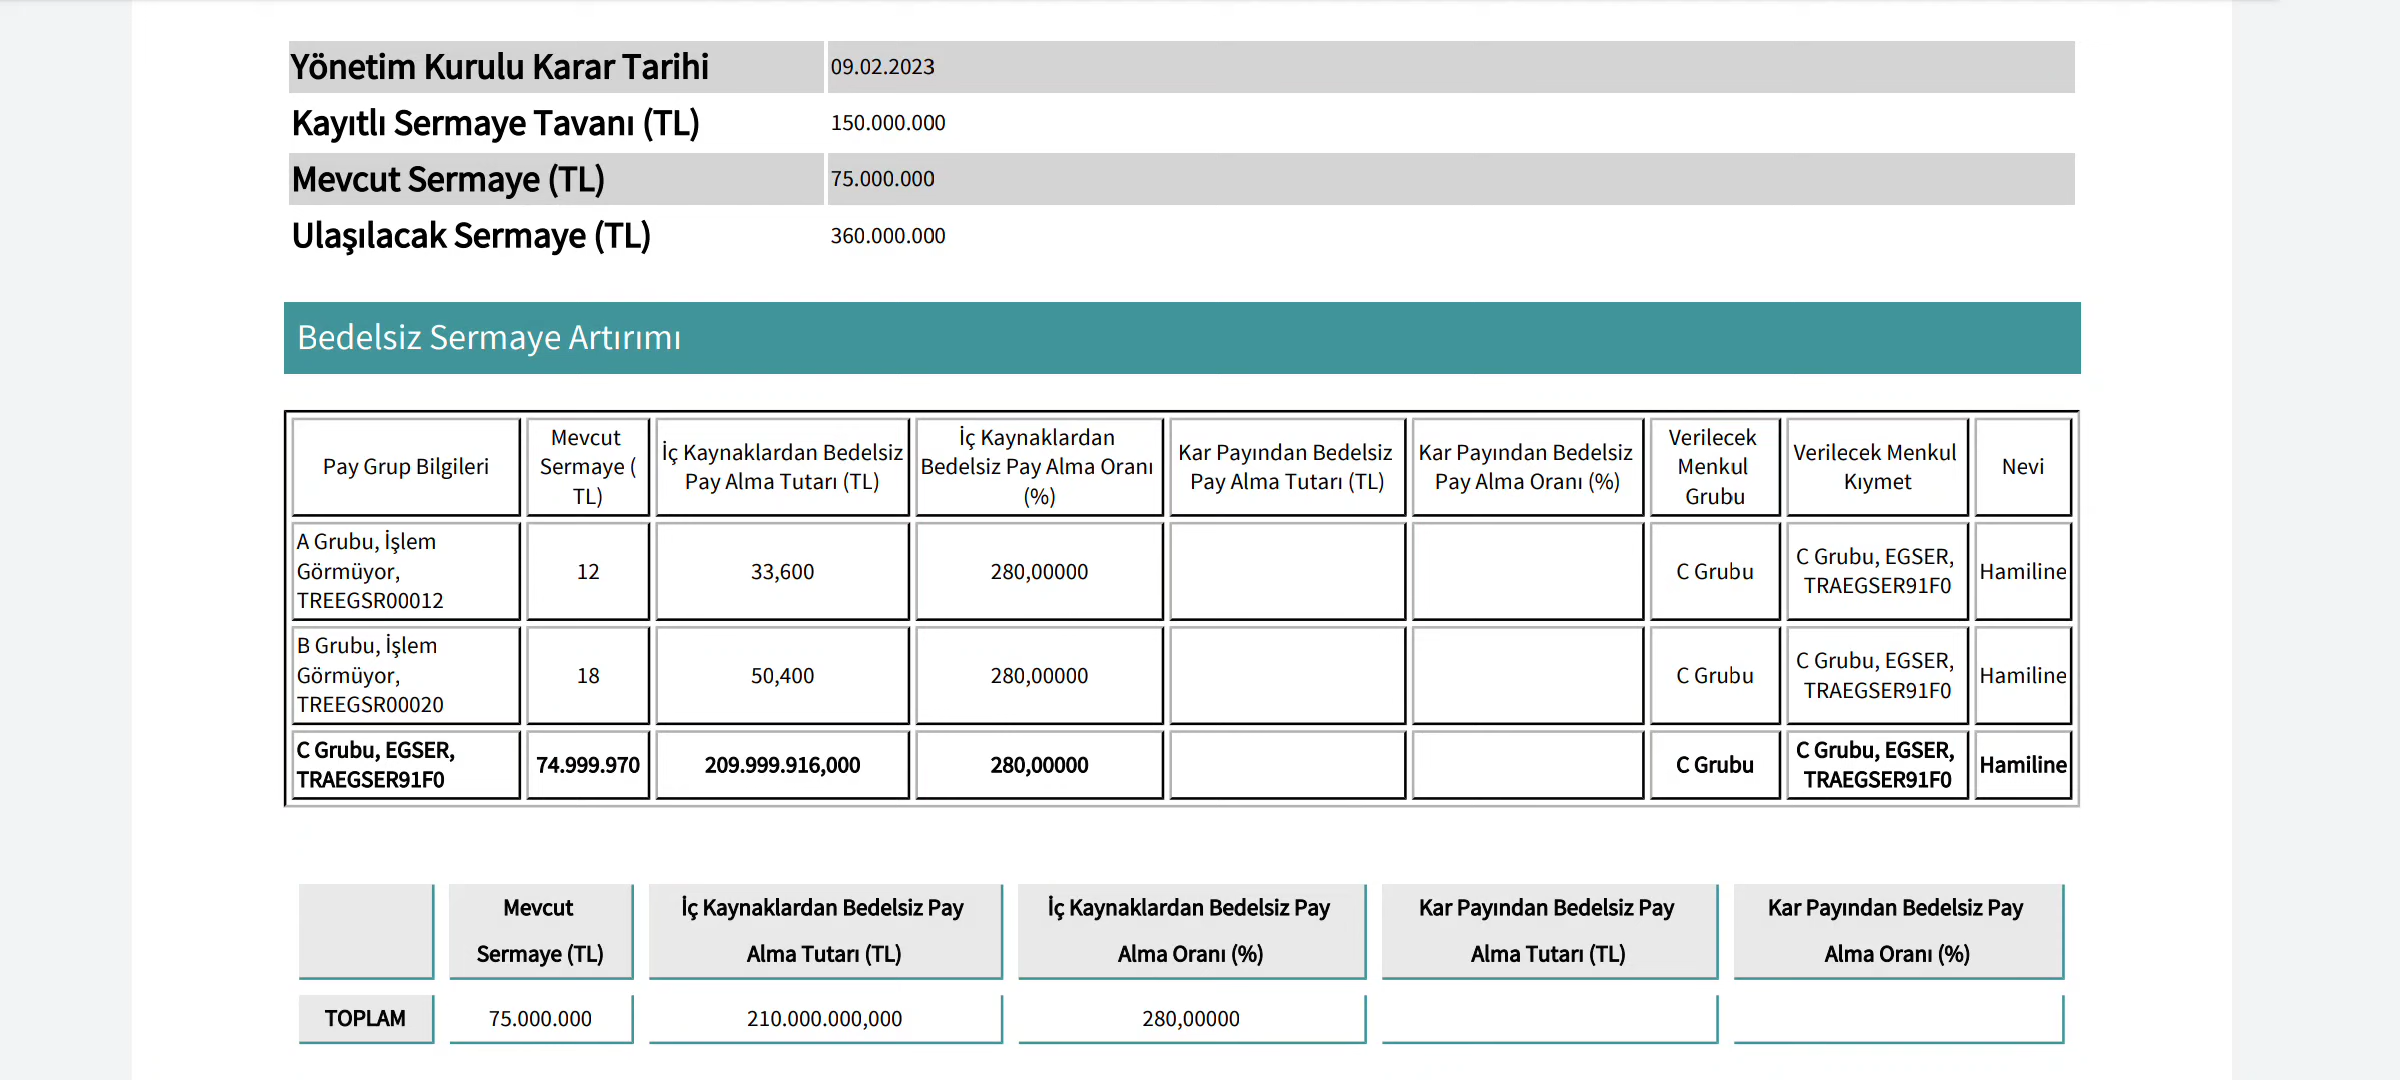 Yönetim Kurulu Karar Tarihi 09.02.2023
Kayıtlı Sermaye Tavanı (TL) 150.000.000
Mevcut Sermaye (TL) 75.000.000
Ulaşılacak Sermaye (TL) 360.000.000
Bedelsiz Sermaye Artırımı
Pay Grup Bilgileri
Mevcut
Sermaye (
TL)
İç Kaynaklardan Bedelsiz
Pay Alma Tutarı (TL)
İç Kaynaklardan
Bedelsiz Pay Alma Oranı
(%)
Kar Payından Bedelsiz
Pay Alma Tutarı (TL)
Kar Payından Bedelsiz
Pay Alma Oranı (%)
Verilecek
Menkul
Grubu
Verilecek Menkul
Kıymet
Nevi
A Grubu, İşlem
Görmüyor,
TREEGSR00012
12
33,600
280,00000
C Grubu
C Grubu, EGSER,
TRAEGSER91F0
Hamiline
B Grubu, İşlem
Görmüyor,
TREEGSR00020
18
50,400
280,00000
C Grubu
C Grubu, EGSER,
TRAEGSER91F0
Hamiline
C Grubu, EGSER,
TRAEGSER91F0
74.999.970
209.999.916,000
280,00000
C Grubu
C Grubu, EGSER,
TRAEGSER91F0
Hamiline
Mevcut
Sermaye (TL)
İç Kaynaklardan Bedelsiz Pay
Alma Tutarı (TL)
İç Kaynaklardan Bedelsiz Pay
Alma Oranı (%)
Kar Payından Bedelsiz Pay
Alma Tutarı (TL)
Kar Payından Bedelsiz Pay
Alma Oranı (%)
TOPLAM
75.000.000
210.000.000,000
280,00000